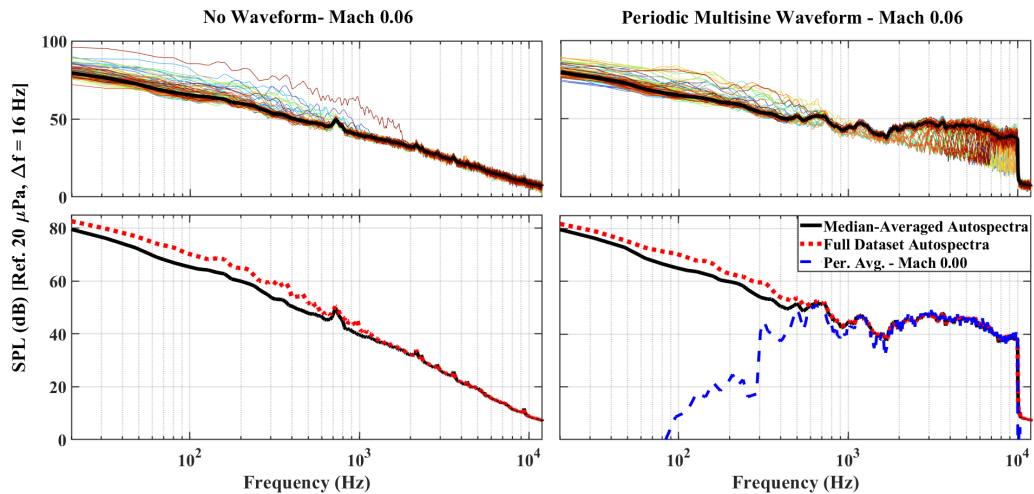 No Waveform- Mach 0.06
Periodic Multisine Waveform - Mach 0.06
SPL (dB) [Ref. 20 μPa, Δf = 16 Hz]
100
50
0
80
60
40
20
0
Median-Averaged Autospectra
Full Dataset Autospectra
Per. Avg. - Mach 0.00
10² 10³ 10⁴
10² 10³ 10⁴
Frequency (Hz)
Frequency (Hz)